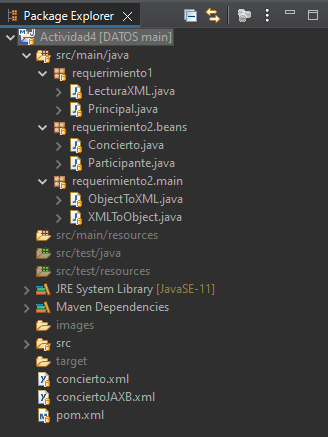 Package Explorer
Actividad4 [DATOS main]
src/main/java
requerimiento1
LecturaXML.java
Principal.java
requerimiento2.beans
Concierto.java
Participante.java
requerimiento2.main
ObjectToXML.java
XMLToObject.java
src/main/resources
src/test/java
src/test/resources
JRE System Library [JavaSE-11]
Maven Dependencies
images
src
target
concierto.xml
conciertoJAXB.xml
pom.xml